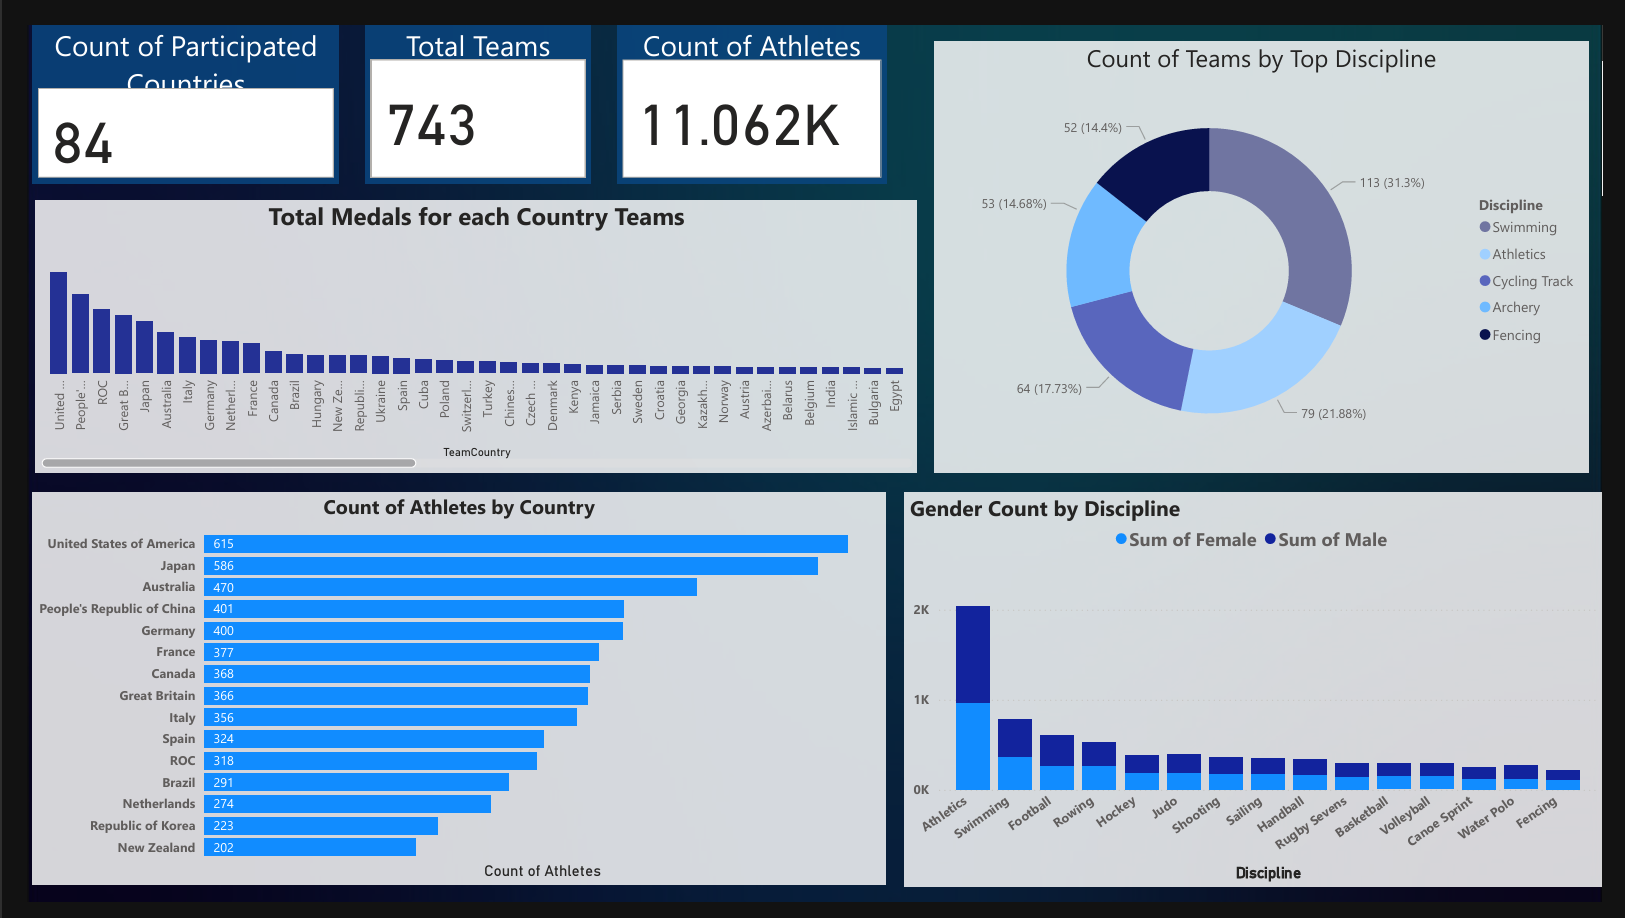 Count of Participated
Countries
84
Total Teams
743
Count of Athletes
11.062K
Count of Teams by Top Discipline
52 (14.4%)
113 (31.3%)
53 (14.68%)
64 (17.73%)
79 (21.88%)
Discipline
Swimming
Athletics
Cycling Track
Archery
Fencing
Total Medals for each Country Teams
United ...
People'...
ROC
Great B...
Japan
Australia
Italy
Germany
Netherl...
France
Canada
Brazil
Hungary
New Ze...
Republi...
Ukraine
Spain
Cuba
Poland
Switzerl...
Turkey
Chines...
Czech ...
Denmark
Kenya
Jamaica
Serbia
Sweden
Croatia
Georgia
Kazakh...
Norway
Austria
Azerbai...
Belarus
Belgium
India
Islamic ...
Bulgaria
Egypt
TeamCountry
Count of Athletes by Country
United States of America 615
Japan 586
Australia 470
People's Republic of China 401
Germany 400
France 377
Canada 368
Great Britain 366
Italy 356
Spain 324
ROC 318
Brazil 291
Netherlands 274
Republic of Korea 223
New Zealand 202
Count of Athletes
Gender Count by Discipline
Sum of Female Sum of Male
2K
1K
0K
Athletics
Swimming
Football
Rowing
Hockey
Judo
Shooting
Sailing
Handball
Rugby Sevens
Basketball
Volleyball
Canoe Sprint
Water Polo
Fencing
Discipline